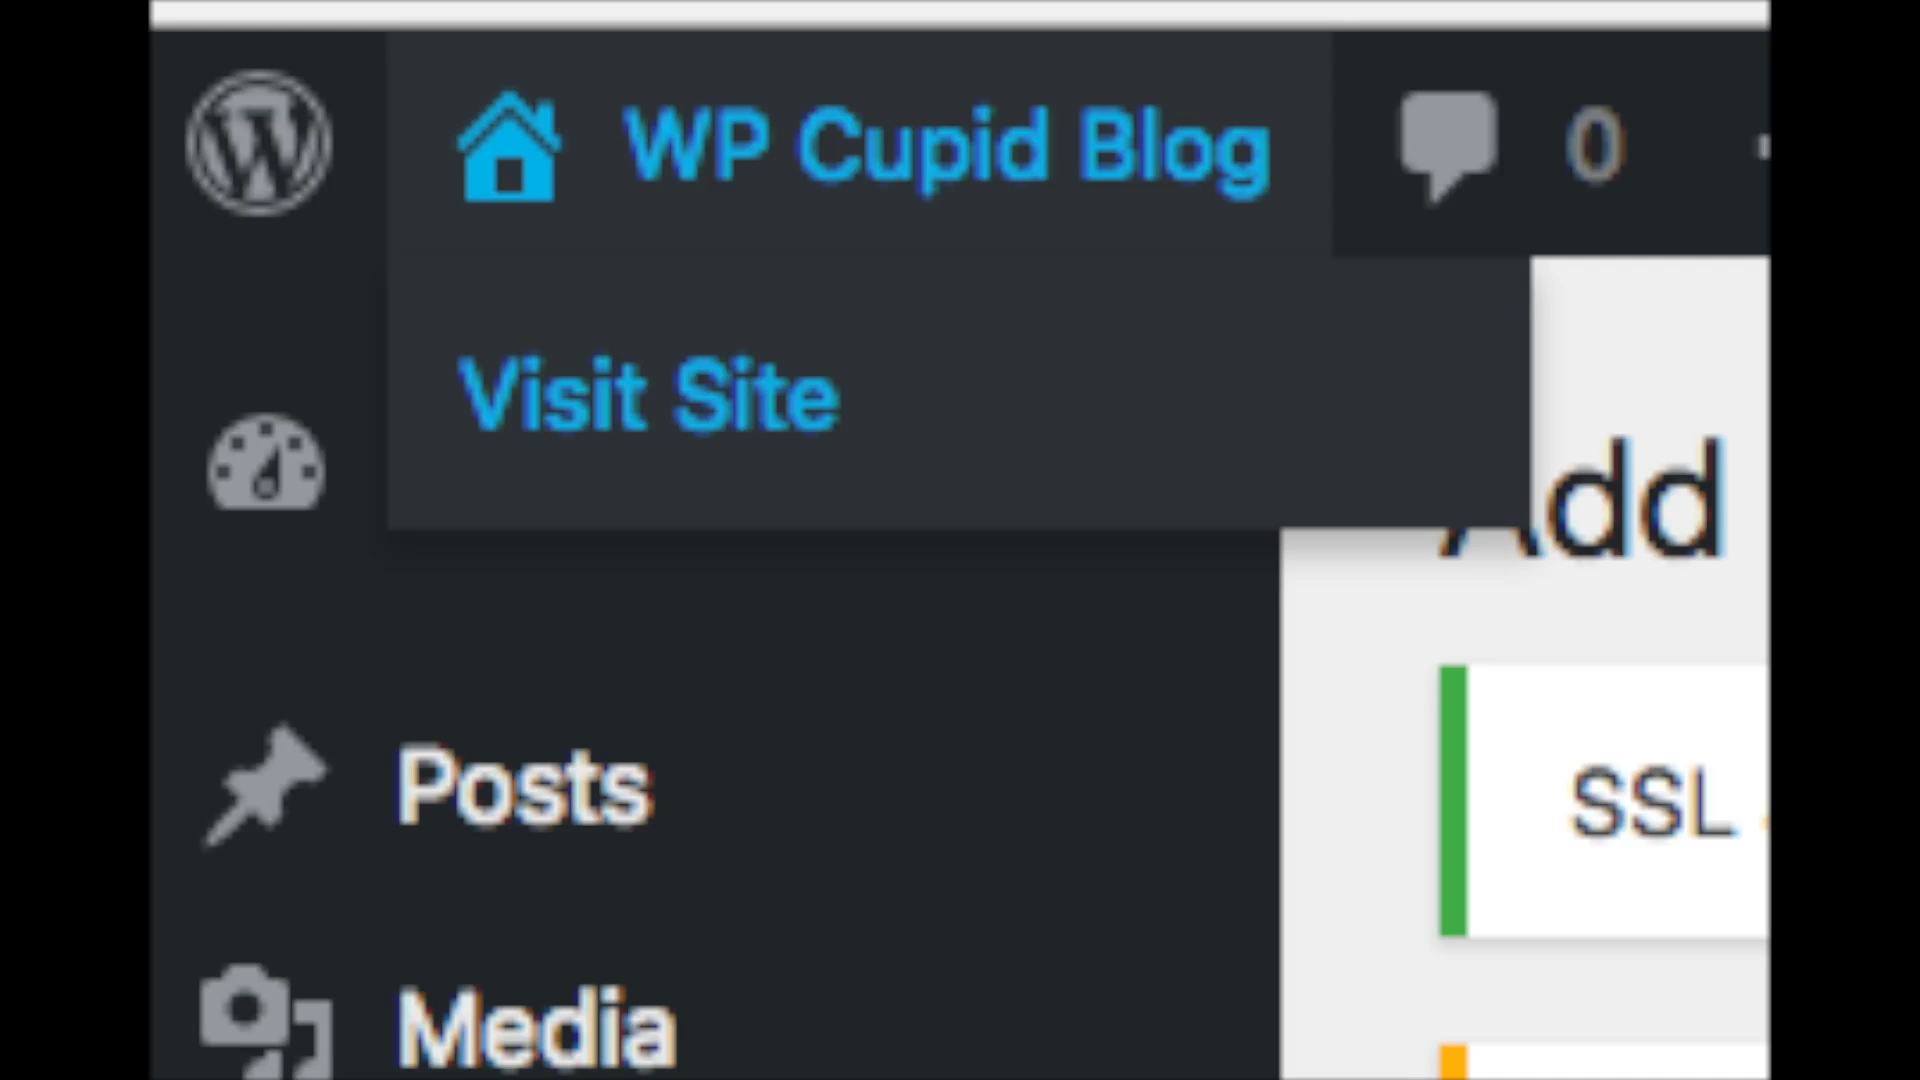 WP Cupid Blog 0
Visit Site
Add
Posts
SSL
Media